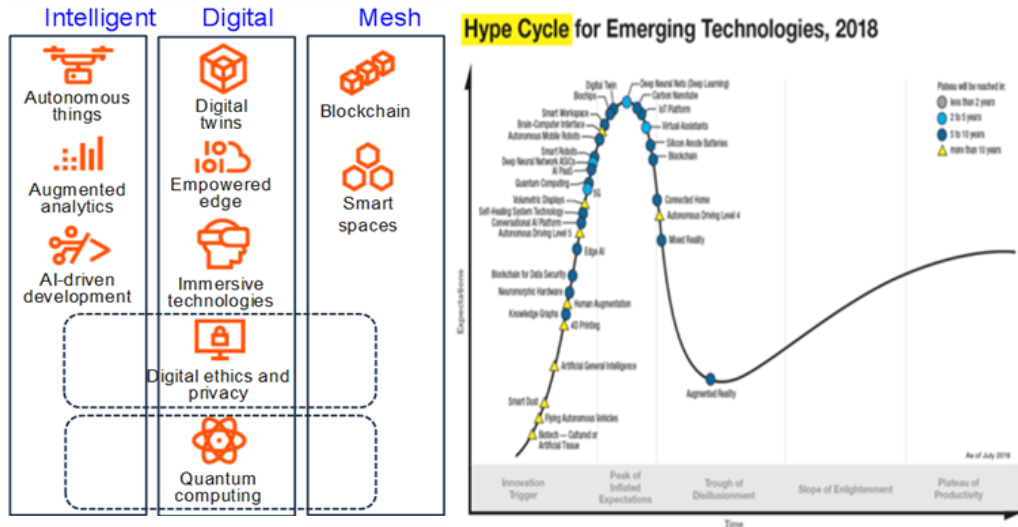 Intelligent
Digital
Mesh
Autonomous
things
Augmented
analytics
AI-driven
development
Digital
twins
Empowered
edge
Immersive
technologies
Digital ethics and
privacy
Quantum
computing
Blockchain
Smart
spaces
Hype Cycle for Emerging Technologies, 2018
Expectations
Digital Twin
Biochips
Smart Workspace
Brain-Computer Interface
Autonomous Mobile Robots
Smart Robots
Deep Neural Network ASICs
AI PaaS
Quantum Computing
5G
Volumetric Displays
Self-Healing System Technology
Conversational AI Platform
Autonomous Driving Level 5
Edge AI
Blockchain for Data Security
Neuromorphic Hardware
Human Augmentation
Knowledge Graphs
4D Printing
Artificial General Intelligence
Smart Dust
Flying Autonomous Vehicles
Biotech — Cultured or
Artificial Tissue
Deep Neural Nets (Deep Learning)
Carbon Nanotube
IoT Platform
Virtual Assistants
Silicon Anode Batteries
Blockchain
Connected Home
Autonomous Driving Level 4
Mixed Reality
Augmented Reality
Plateau will be reached in:
less than 2 years
2 to 5 years
5 to 10 years
more than 10 years
As of July 2018
Innovation
Trigger
Peak of
Inflated
Expectations
Trough of
Disillusionment
Slope of Enlightenment
Plateau of
Productivity
Time